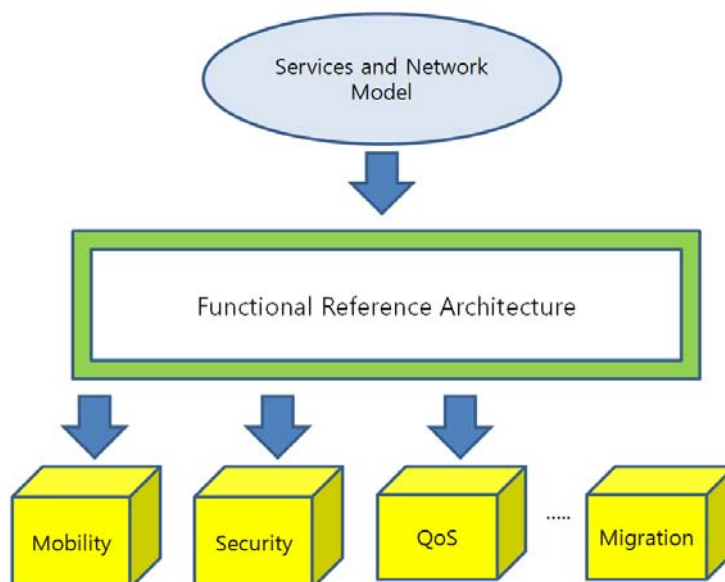 Services and Network
Model
Functional Reference Architecture
Mobility
Security
QoS
.....
Migration